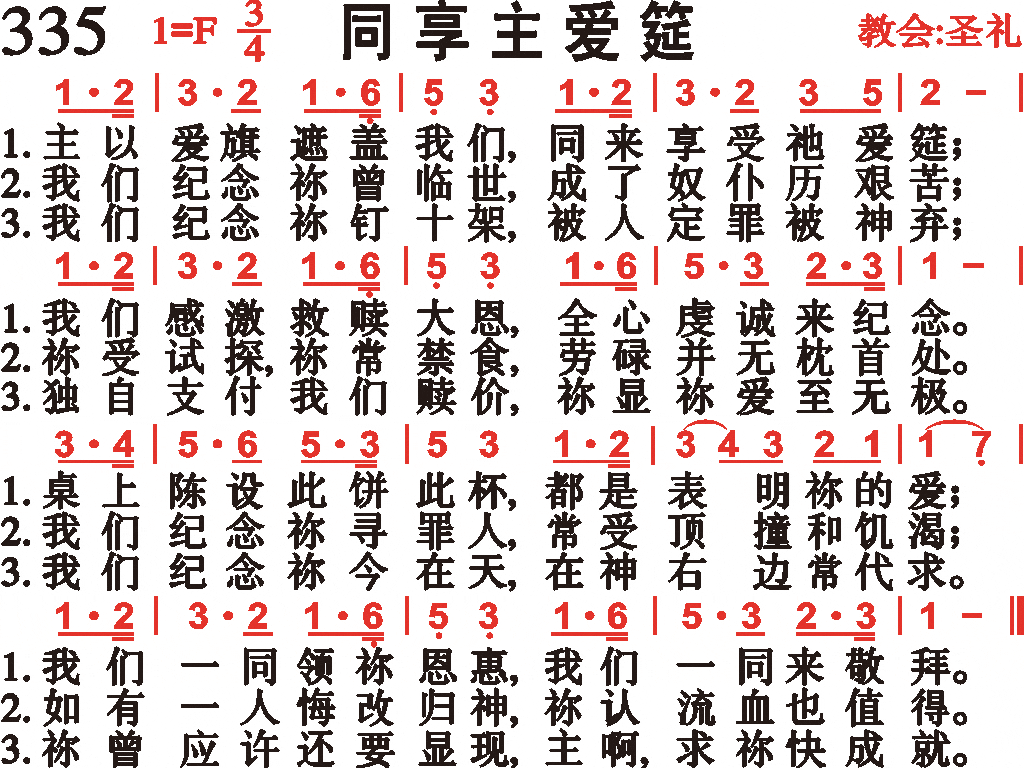 335 1=F 3/4 同享主爱筵 教会:圣礼
1·2 | 3·2 1·6 | 5 3 1·2 | 3·2 3 5 | 2 − |
1.主以爱旗遮盖我们,同来享受祂爱筵;
2.我们纪念祢曾临世,成了奴仆历艰苦;
3.我们纪念祢钉十架,被人定罪被神弃;
1·2 | 3·2 1·6 | 5 3 1·6 | 5·3 2·3 | 1 − |
1.我们感激救赎大恩,全心虔诚来纪念。
2.祢受试探,祢常禁食,劳碌并无枕首处。
3.独自支付我们赎价,祢显祢爱至无极。
3·4 | 5·6 5·3 | 5 3 1·2 | 3 4 3 2 1 | 1 7 |
1.桌上陈设此饼此杯,都是表明祢的爱;
2.我们纪念祢寻罪人,常受顶撞和饥渴;
3.我们纪念祢今在天,在神右边常代求。
1·2 | 3·2 1·6 | 5 3 1·6 | 5·3 2·3 | 1 −
1.我们一同领祢恩惠,我们一同来敬拜。
2.如有一人悔改归神,祢认流血也值得。
3.祢曾应许还要显现,主啊,求祢快成就。